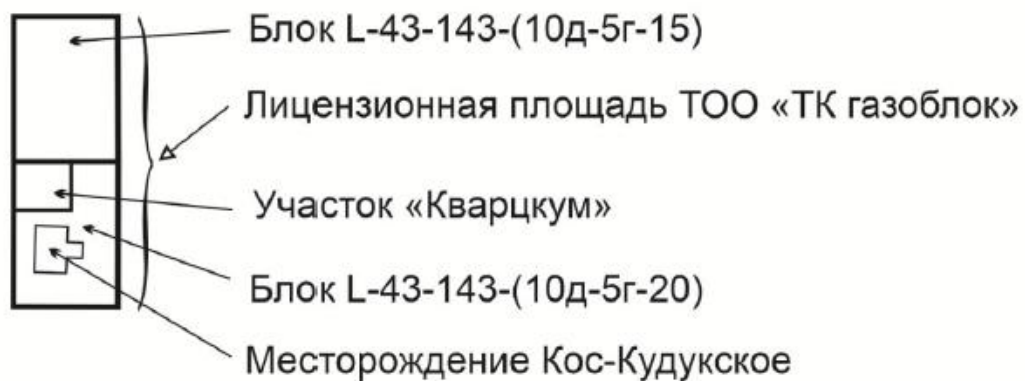 Блок L-43-143-(10д-5г-15)
Лицензионная площадь ТОО «ТК газоблок»
Участок «Кварцкум»
Блок L-43-143-(10д-5г-20)
Месторождение Кос-Кудукское